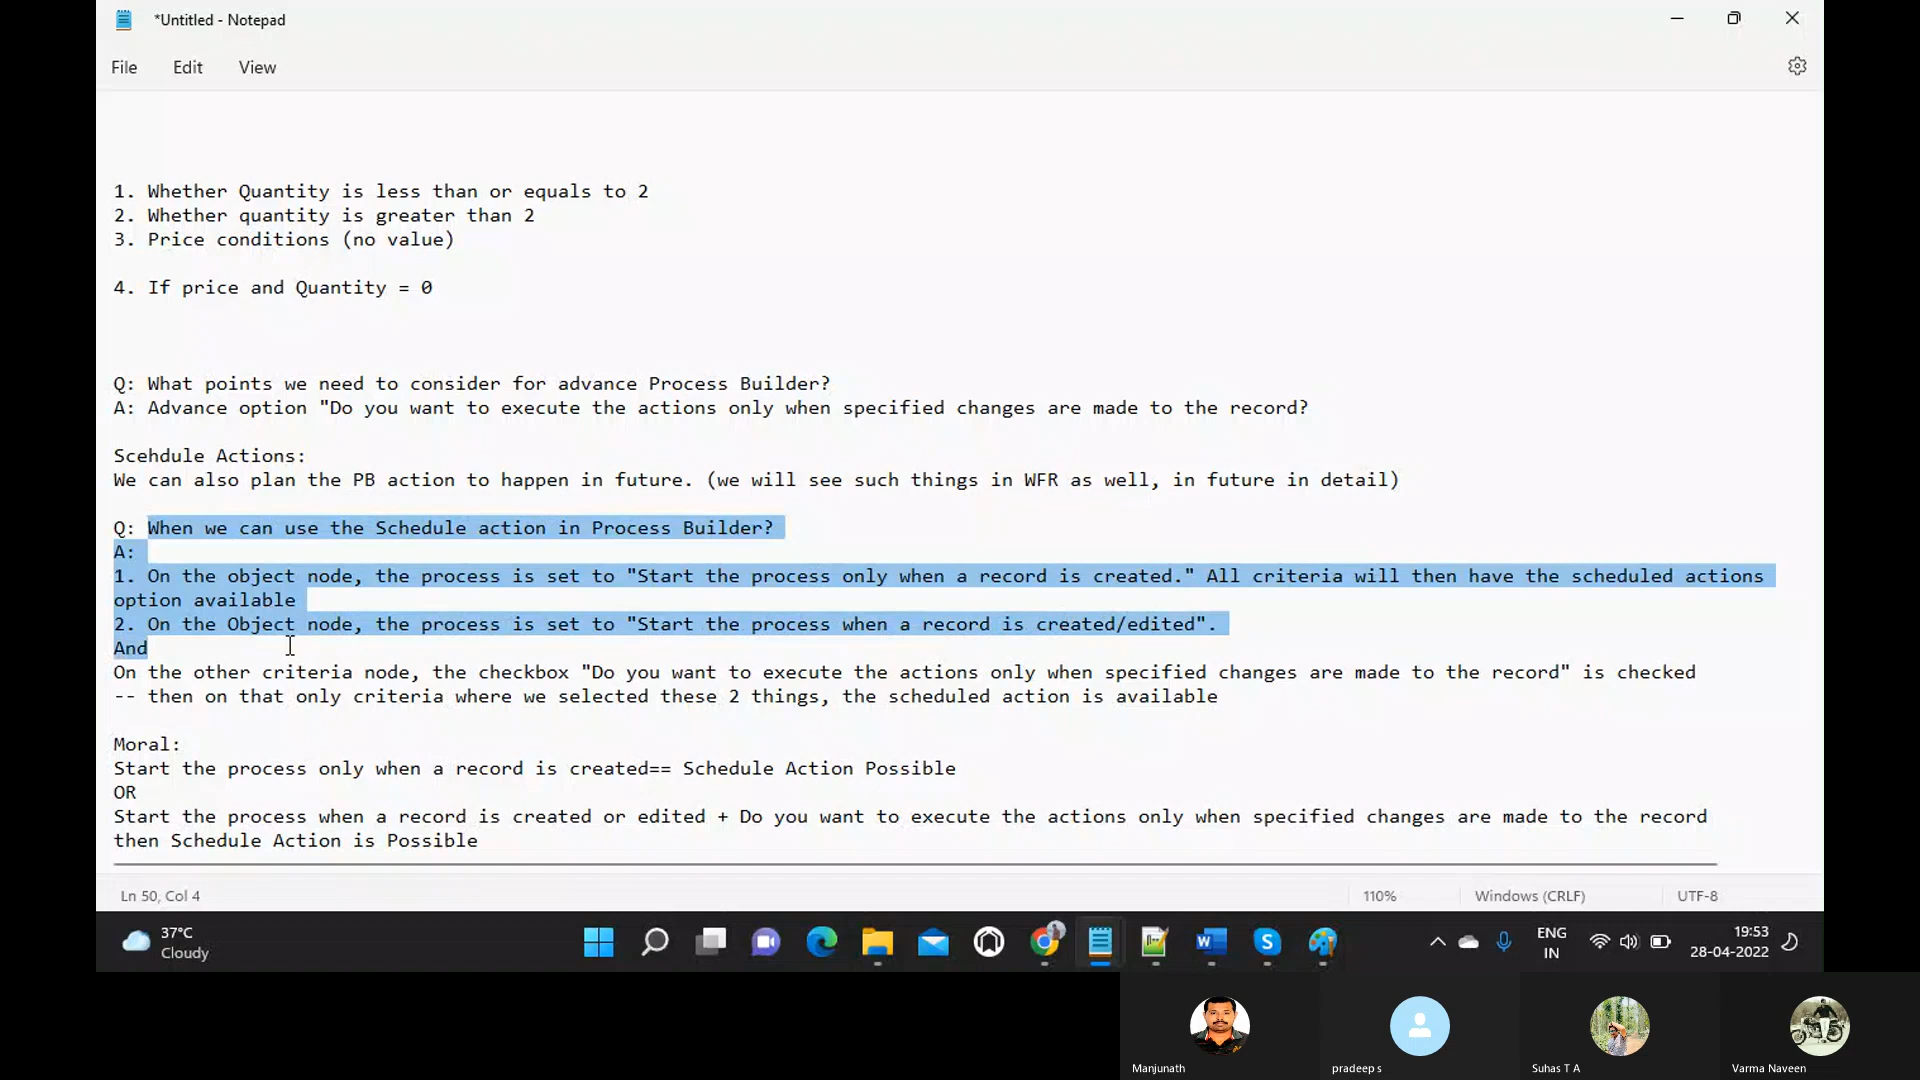 *Untitled - Notepad
File Edit View
1. Whether Quantity is less than or equals to 2
2. Whether quantity is greater than 2
3. Price conditions (no value)
4. If price and Quantity = 0
Q: What points we need to consider for advance Process Builder?
A: Advance option "Do you want to execute the actions only when specified changes are made to the record?
Scehdule Actions:
We can also plan the PB action to happen in future. (we will see such things in WFR as well, in future in detail)
Q: When we can use the Schedule action in Process Builder?
A:
1. On the object node, the process is set to "Start the process only when a record is created." All criteria will then have the scheduled actions
option available
2. On the Object node, the process is set to "Start the process when a record is created/edited".
And
On the other criteria node, the checkbox "Do you want to execute the actions only when specified changes are made to the record" is checked
-- then on that only criteria where we selected these 2 things, the scheduled action is available
Moral:
Start the process only when a record is created== Schedule Action Possible
OR
Start the process when a record is created or edited + Do you want to execute the actions only when specified changes are made to the record
then Schedule Action is Possible
Ln 50, Col 4 110% Windows (CRLF) UTF-8
37°C
Cloudy
ENG
IN
19:53
28-04-2022
Manjunath pradeep s Suhas T A Varma Naveen